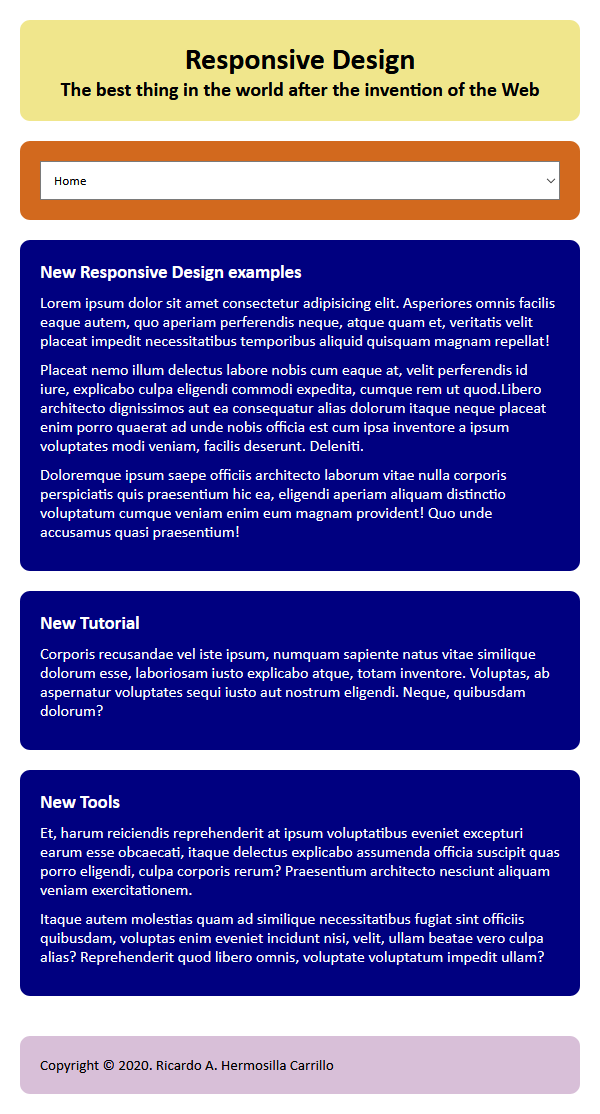 Responsive Design
The best thing in the world after the invention of the Web
Home
New Responsive Design examples
Lorem ipsum dolor sit amet consectetur adipisicing elit. Asperiores omnis facilis
eaque autem, quo aperiam perferendis neque, atque quam et, veritatis velit
placeat impedit necessitatibus temporibus aliquid quisquam magnam repellat!
Placeat nemo illum delectus labore nobis cum eaque at, velit perferendis id
iure, explicabo culpa eligendi commodi expedita, cumque rem ut quod.Libero
architecto dignissimos aut ea consequatur alias dolorum itaque neque placeat
enim porro quaerat ad unde nobis officia est cum ipsa inventore a ipsum
voluptates modi veniam, facilis deserunt. Deleniti.
Doloremque ipsum saepe officiis architecto laborum vitae nulla corporis
perspiciatis quis praesentium hic ea, eligendi aperiam aliquam distinctio
voluptatum cumque veniam enim eum magnam provident! Quo unde
accusamus quasi praesentium!
New Tutorial
Corporis recusandae vel iste ipsum, numquam sapiente natus vitae similique
dolorum esse, laboriosam iusto explicabo atque, totam inventore. Voluptas, ab
aspernatur voluptates sequi iusto aut nostrum eligendi. Neque, quibusdam
dolorum?
New Tools
Et, harum reiciendis reprehenderit at ipsum voluptatibus eveniet excepturi
earum esse obcaecati, itaque delectus explicabo assumenda officia suscipit quas
porro eligendi, culpa corporis rerum? Praesentium architecto nesciunt aliquam
veniam exercitationem.
Itaque autem molestias quam ad similique necessitatibus fugiat sint officiis
quibusdam, voluptas enim eveniet incidunt nisi, velit, ullam beatae vero culpa
alias? Reprehenderit quod libero omnis, voluptate voluptatum impedit ullam?
Copyright © 2020. Ricardo A. Hermosilla Carrillo